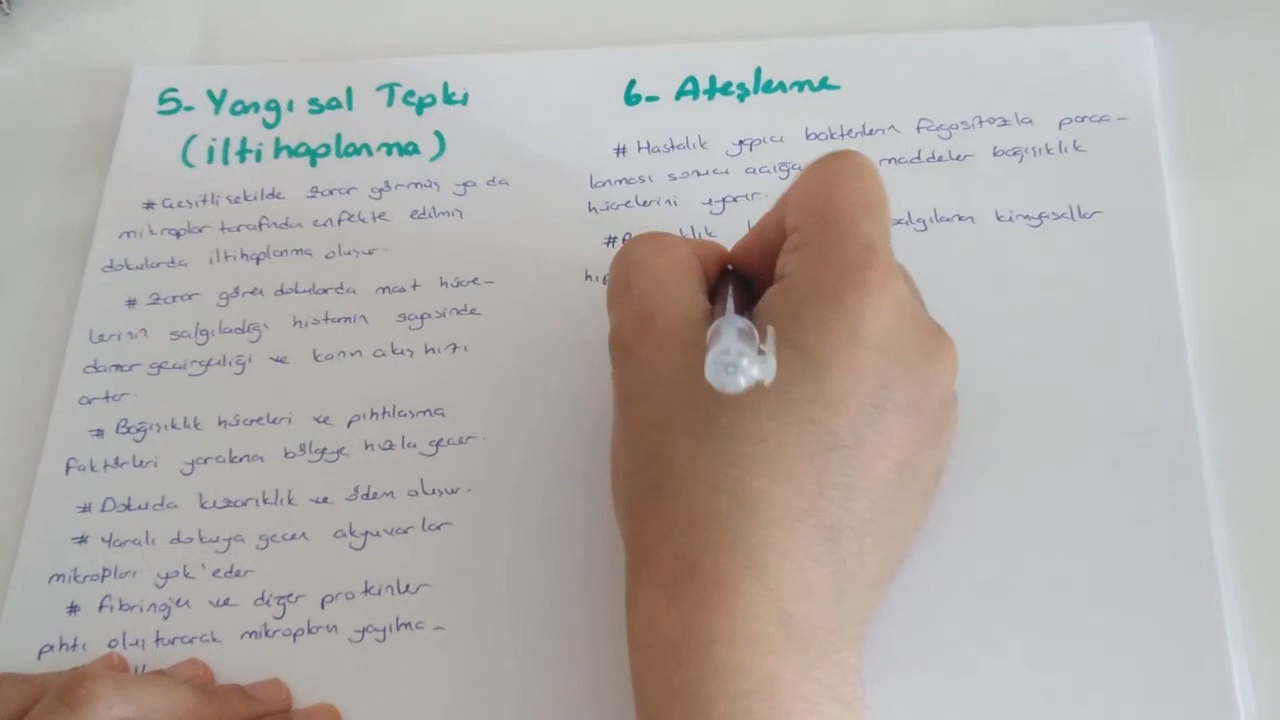 5- Yangısal Tepki
(iltihaplanma)
# Çeşitli şekilde zarar görmüş ya da
mikroplar tarafından enfekte edilmiş
dokularda iltihaplanma oluşur.
# Zarar gören dokularda mast hücre-
lerinin salgıladığı histamin sayesinde
damar geçirgenliği ve kanın akış hızı
artar.
# Bağışıklık hücreleri ve pıhtılaşma
faktörleri yaralanan bölgeye hızla geçer.
# Dokuda kızarıklık ve ödem oluşur.
# Yaralı dokuya geçen akyuvarlar
mikropları yok eder
# Fibrinojen ve diğer proteinler
pıhtı oluşturarak mikropların yayılma-
6- Ateşlenme
# Hastalık yapıcı bakterilerin fagositozla parça-
lanması sonucu açığa maddeler bağışıklık
hücrelerini uyarır.
# salgılanan kimyasallar